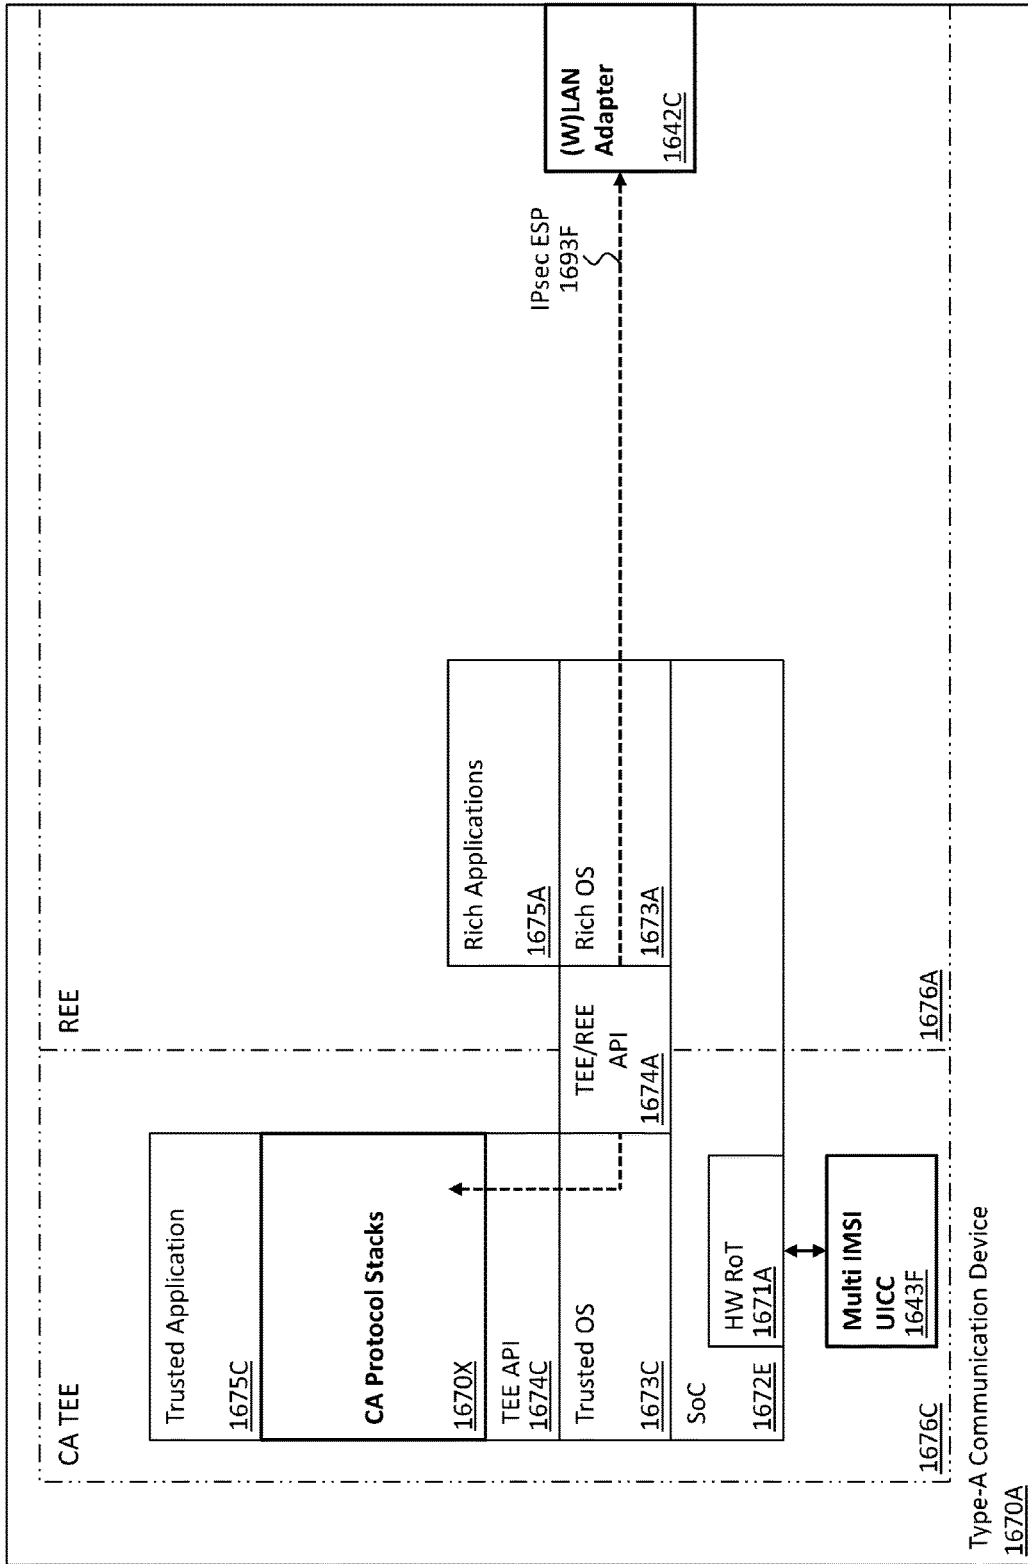 CA TEE
REE
Trusted Application
1675C
CA Protocol Stacks
1670X
TEE API
1674C
Trusted OS
1673C
TEE/REE
API
1674A
Rich Applications
1675A
Rich OS
1673A
IPsec ESP
1693F
(W)LAN
Adapter
1642C
SoC
1672E
HW RoT
1671A
Multi IMSI
UICC
1643F
1676C
1676A
Type-A Communication Device
1670A